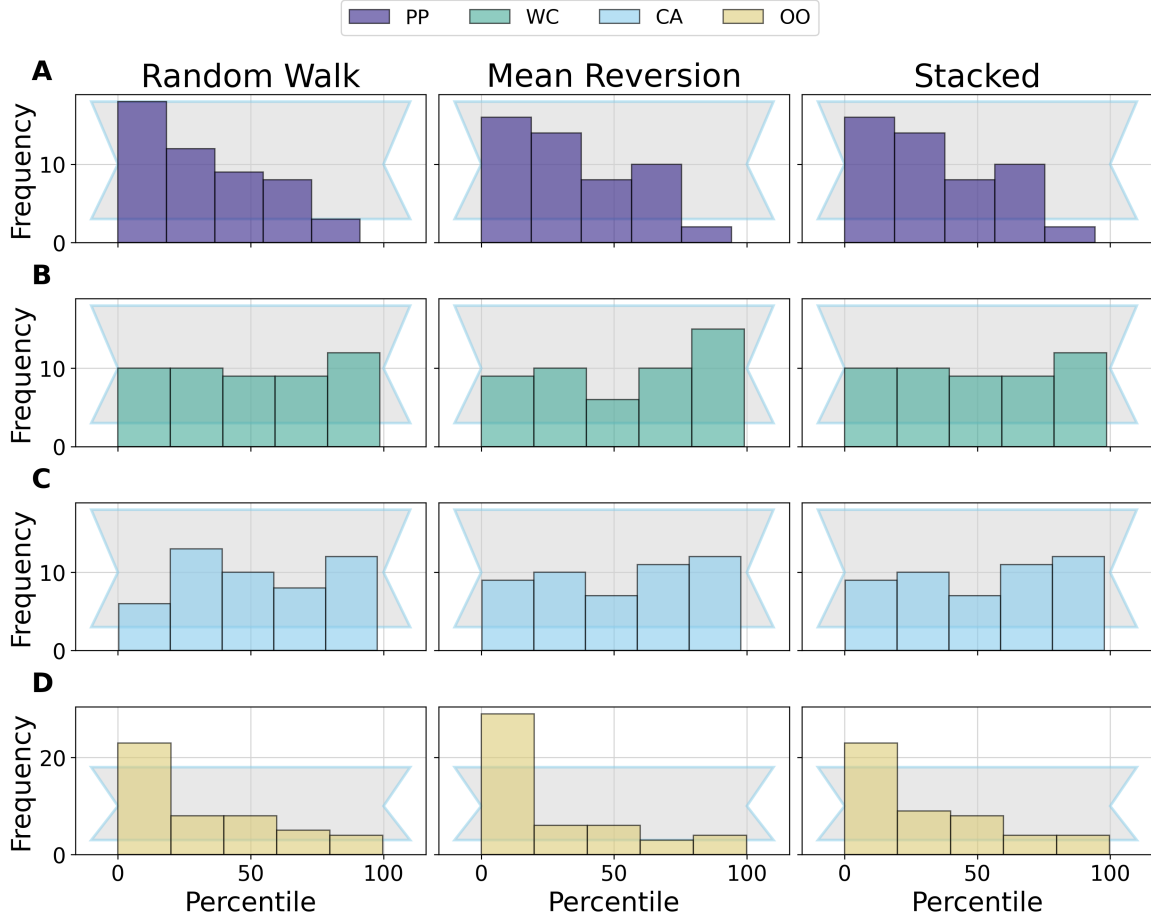 PP WC CA OO
A
Random Walk Mean Reversion Stacked
Frequency
10
0
B
Frequency
10
0
C
Frequency
10
0
D
Frequency
20
0
0 50 100 0 50 100 0 50 100
Percentile Percentile Percentile